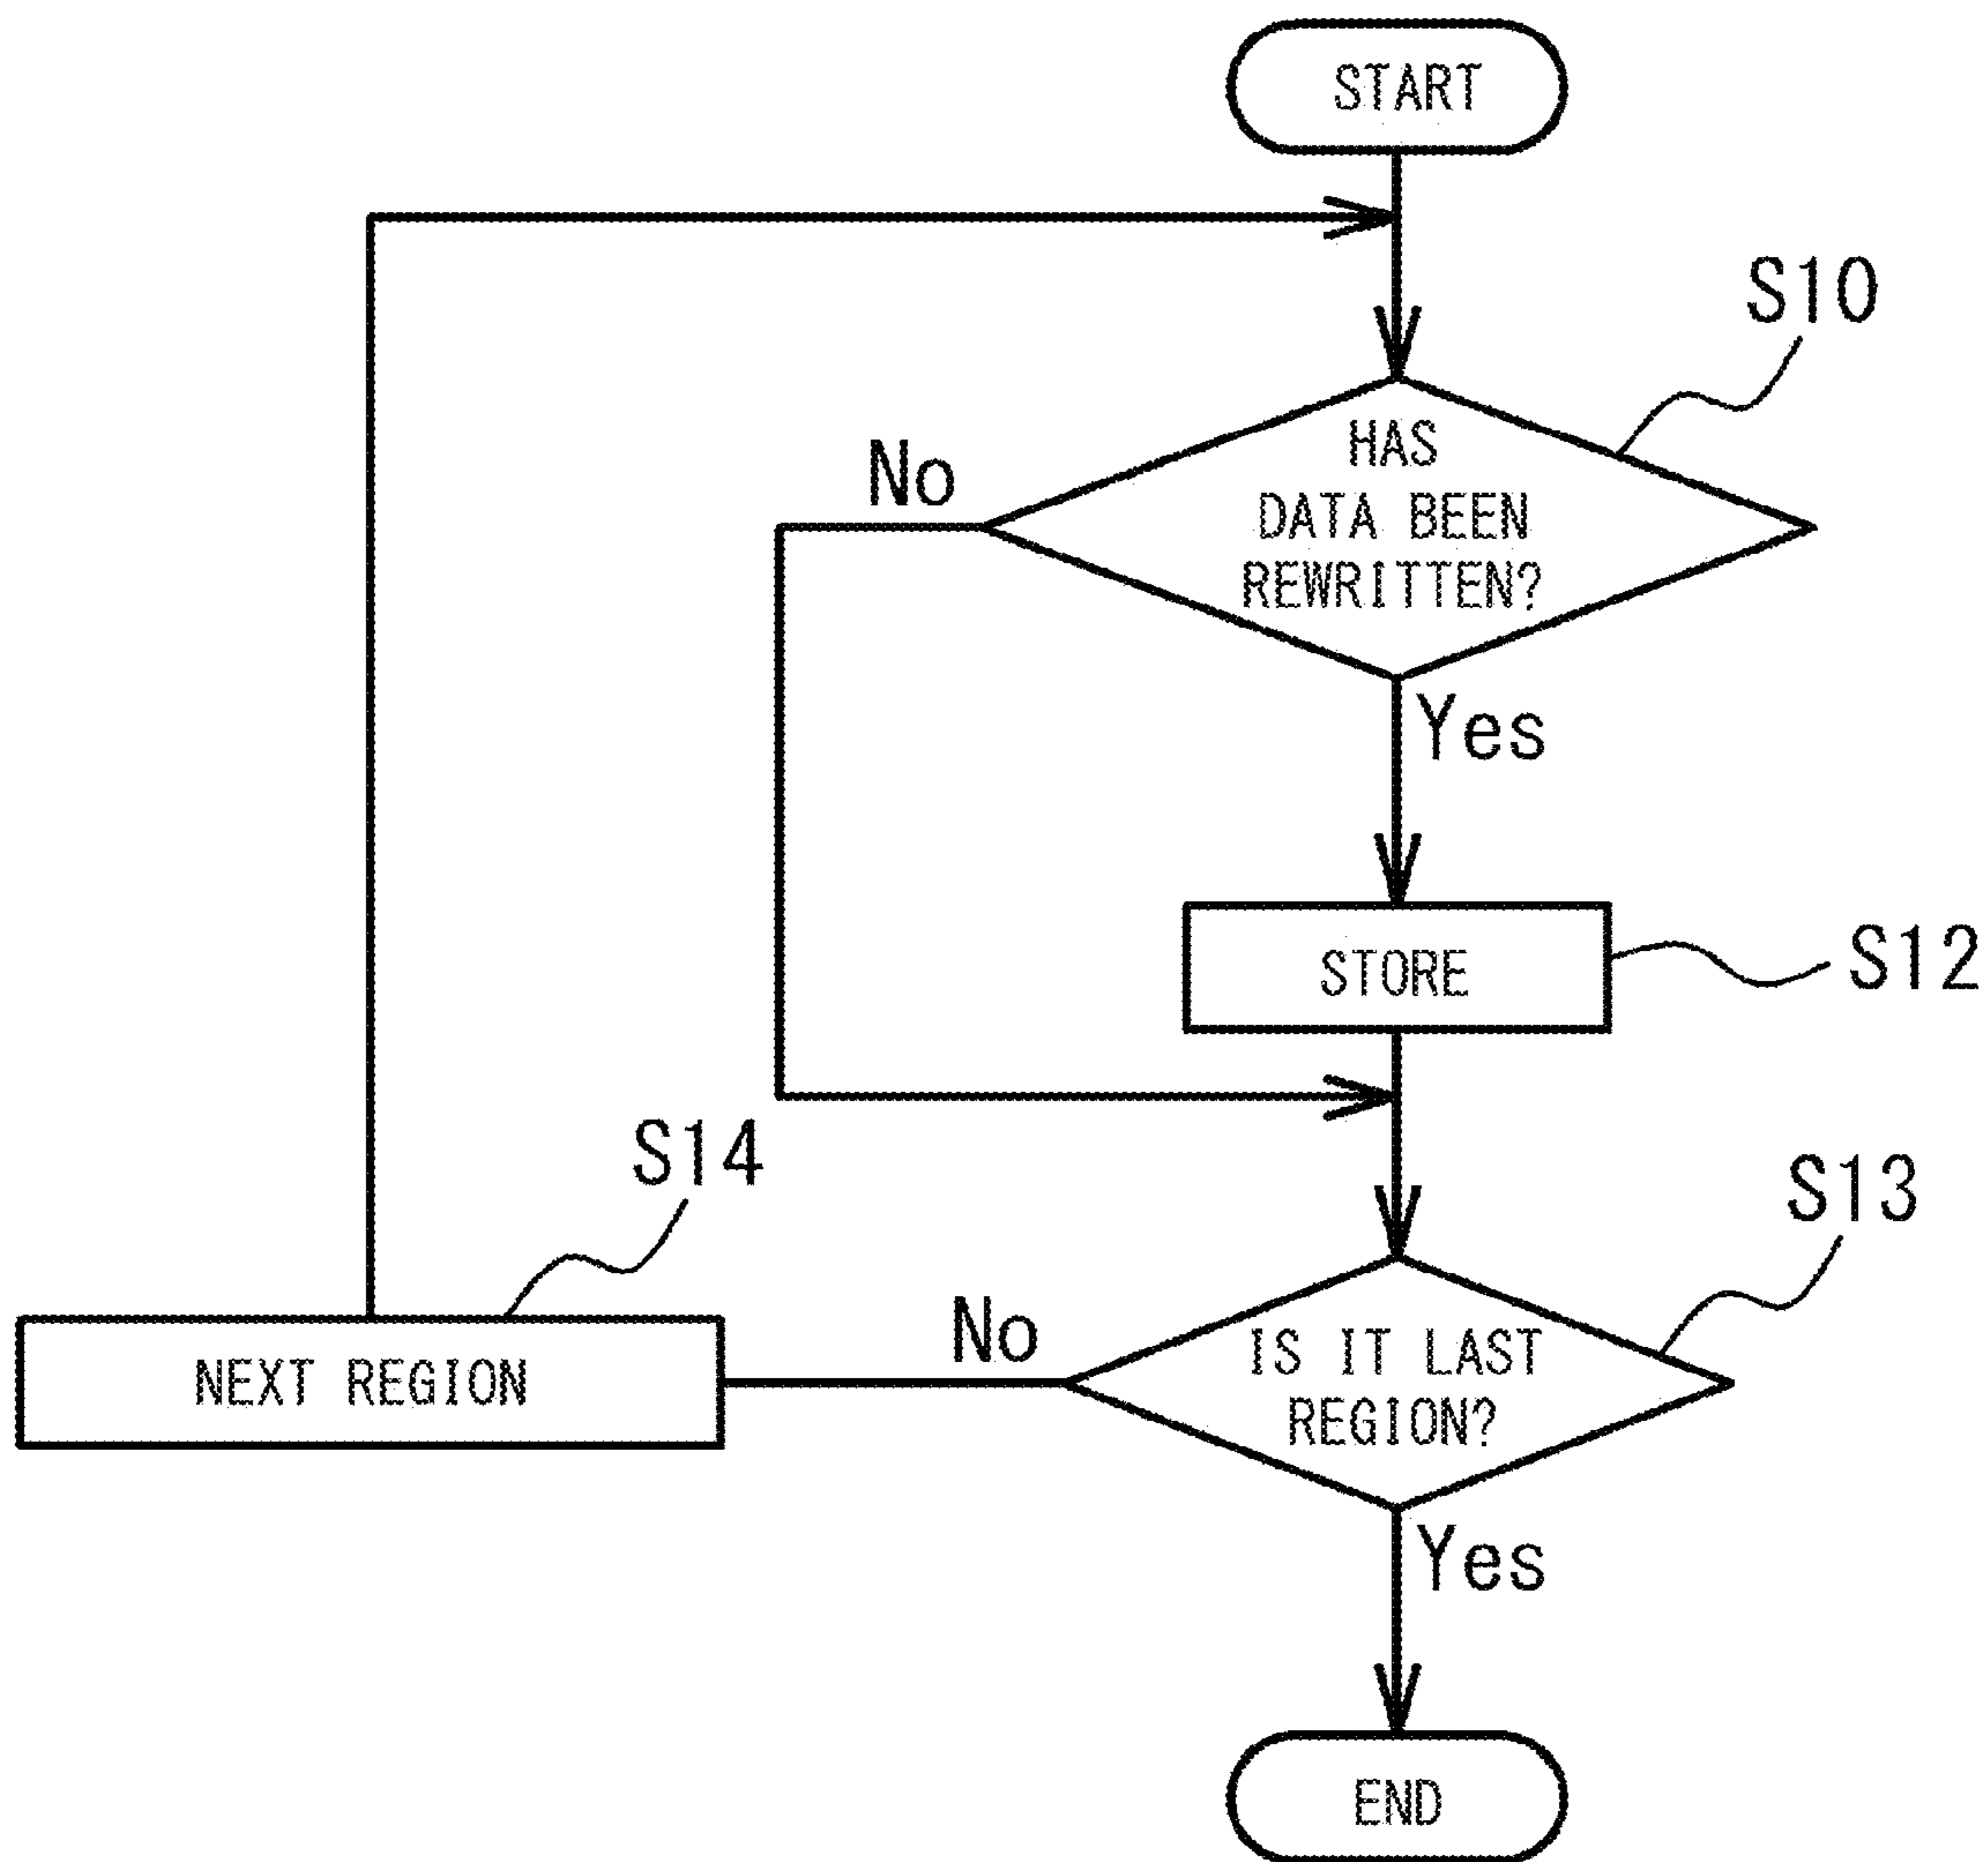 START
S10
HAS
DATA BEEN
REWRITTEN?
No
Yes
STORE
S12
S14
S13
NEXT REGION
No
IS IT LAST
REGION?
Yes
END